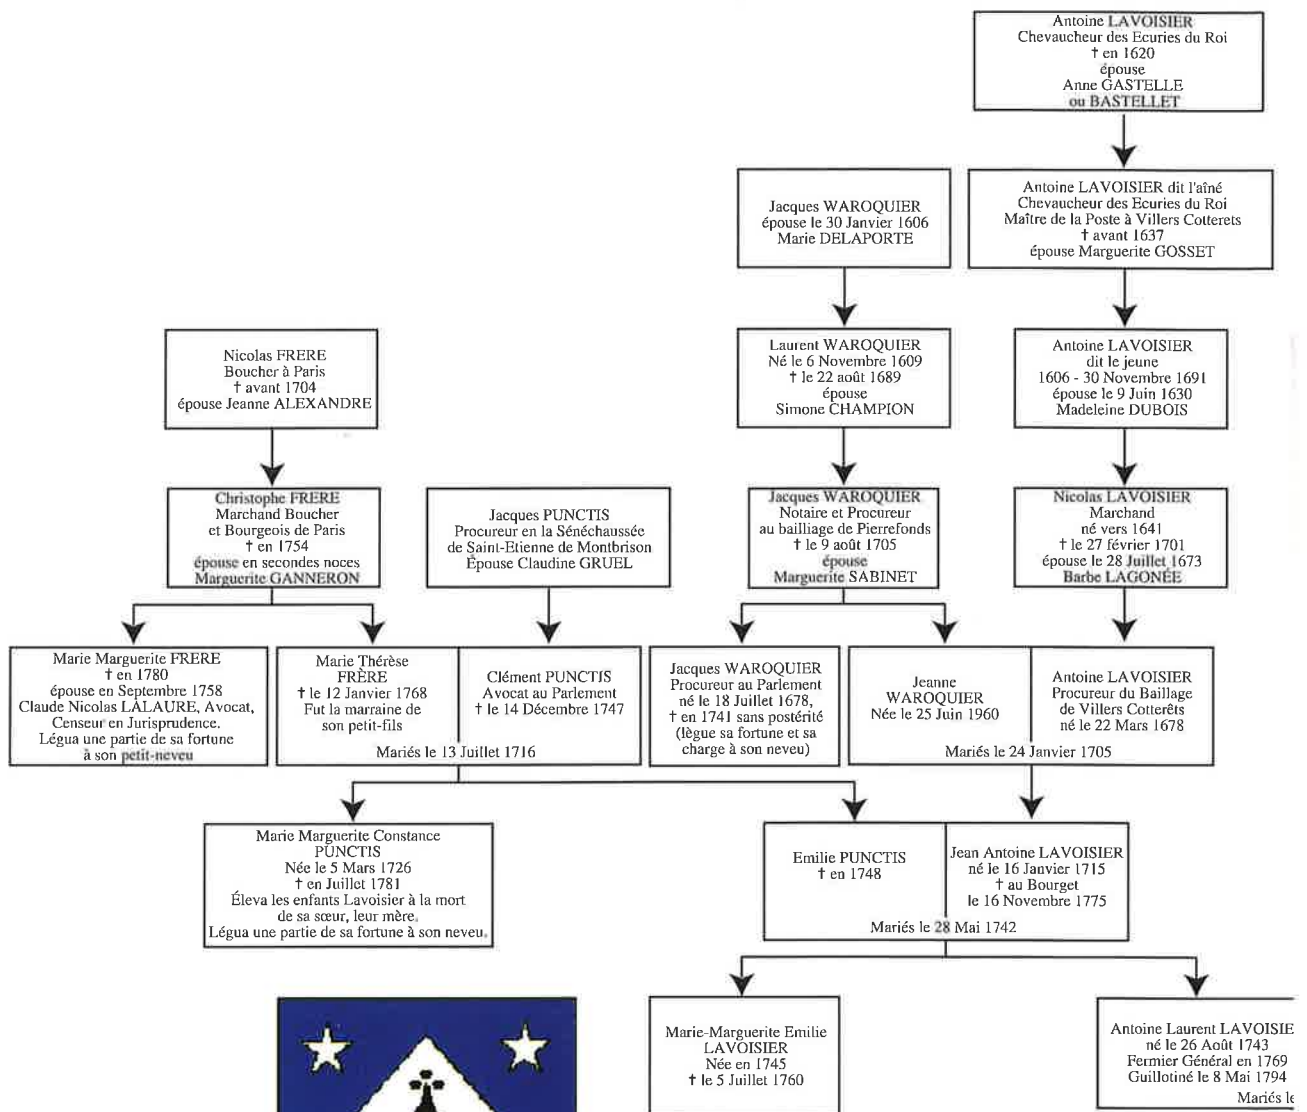 Antoine LAVOISIER
Chevaucheur des Ecuries du Roi
† en 1620
épouse
Anne GASTELLE
ou BASTELLET
Jacques WAROQUIER
épouse le 30 Janvier 1606
Marie DELAPORTE
Antoine LAVOISIER dit l'aîné
Chevaucheur des Ecuries du Roi
Maître de la Poste à Villers Cotterets
† avant 1637
épouse Marguerite GOSSET
Nicolas FRERE
Boucher à Paris
† avant 1704
épouse Jeanne ALEXANDRE
Laurent WAROQUIER
Né le 6 Novembre 1609
† le 22 août 1689
épouse
Simone CHAMPION
Antoine LAVOISIER
dit le jeune
1606 - 30 Novembre 1691
épouse le 9 Juin 1630
Madeleine DUBOIS
Christophe FRERE
Marchand Boucher
et Bourgeois de Paris
† en 1754
épouse en secondes noces
Marguerite GANNERON
Jacques PUNCTIS
Procureur en la Sénéchaussée
de Saint-Etienne de Montbrison
Épouse Claudine GRUEL
Jacques WAROQUIER
Notaire et Procureur
au bailliage de Pierrefonds
† le 9 août 1705
épouse
Marguerite SABINET
Nicolas LAVOISIER
Marchand
né vers 1641
† le 27 février 1701
épouse le 28 Juillet 1673
Barbe LAGONÉE
Marie Marguerite FRERE
† en 1780
épouse en Septembre 1758
Claude Nicolas LALAURE, Avocat,
Censeur en Jurisprudence.
Légua une partie de sa fortune
à son petit-neveu
Marie Thérèse
FRÈRE
† le 12 Janvier 1768
Fut la marraine de
son petit-fils
Clément PUNCTIS
Avocat au Parlement
† le 14 Décembre 1747
Mariés le 13 Juillet 1716
Jacques WAROQUIER
Procureur au Parlement
né le 18 Juillet 1678,
† en 1741 sans postérité
(lègue sa fortune et sa
charge à son neveu)
Jeanne
WAROQUIER
Née le 25 Juin 1960
Antoine LAVOISIER
Procureur du Baillage
de Villers Cotterêts
né le 22 Mars 1678
Mariés le 24 Janvier 1705
Marie Marguerite Constance
PUNCTIS
Née le 5 Mars 1726
† en Juillet 1781
Éleva les enfants Lavoisier à la mort
de sa sœur, leur mère.
Légua une partie de sa fortune à son neveu.
Emilie PUNCTIS
† en 1748
Jean Antoine LAVOISIER
né le 16 Janvier 1715
† au Bourget
le 16 Novembre 1775
Mariés le 28 Mai 1742
Marie-Marguerite Emilie
LAVOISIER
Née en 1745
† le 5 Juillet 1760
Antoine Laurent LAVOISIE
né le 26 Août 1743
Fermier Général en 1769
Guillotiné le 8 Mai 1794
Mariés le